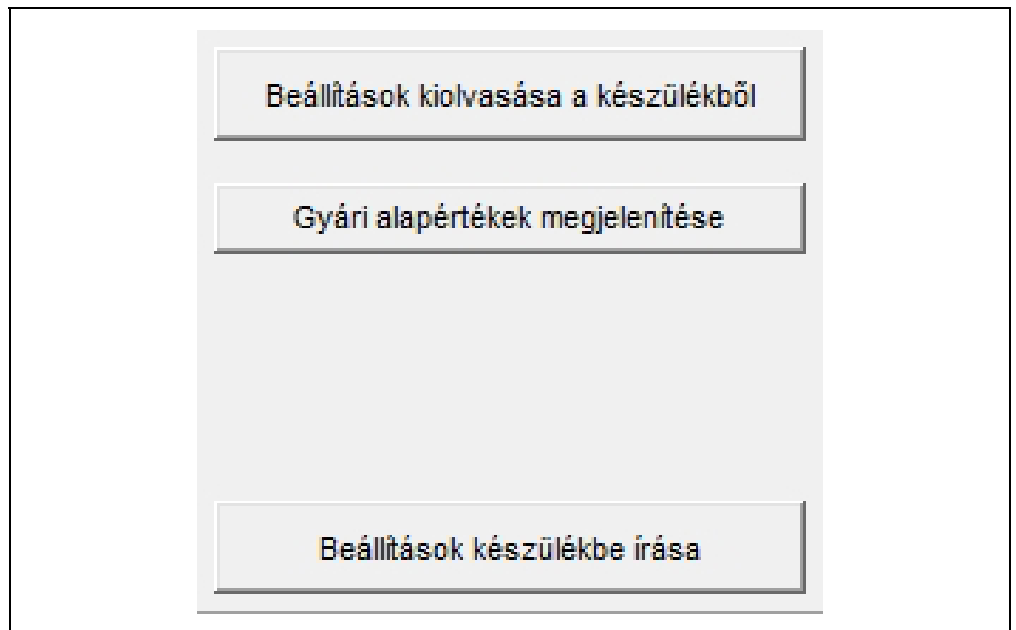 Beállítások kiolvasása a készülékből
Gyári alapértékek megjelenítése
Beállítások készülékbe írása